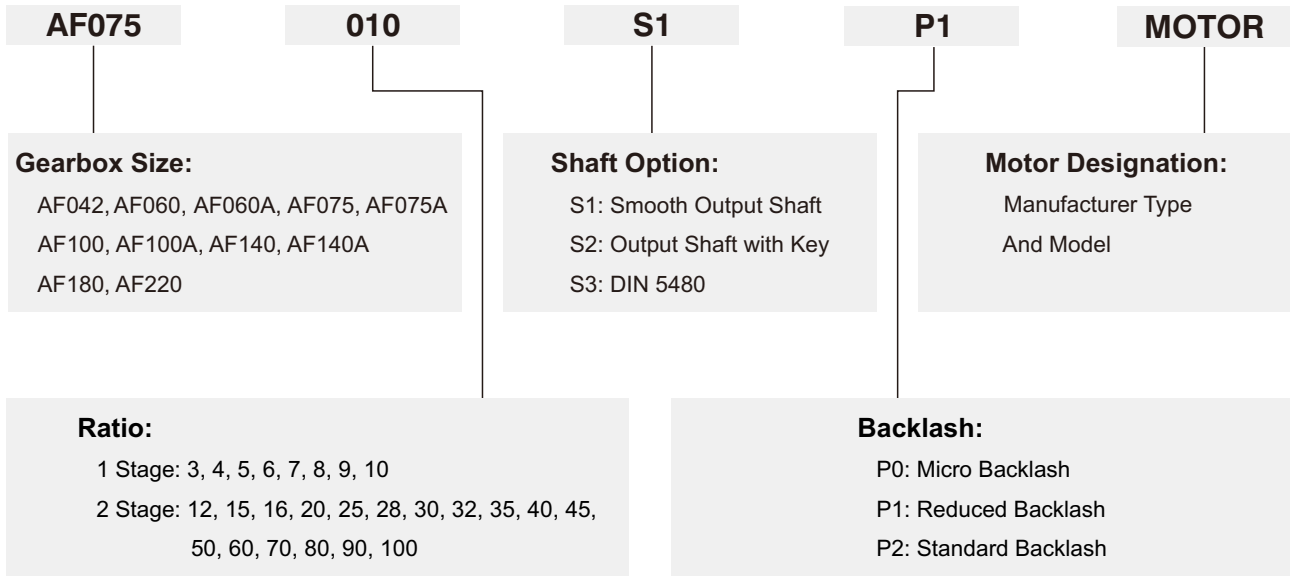 AF075 010 S1 P1 MOTOR
Gearbox Size:
AF042, AF060, AF060A, AF075, AF075A
AF100, AF100A, AF140, AF140A
AF180, AF220
Shaft Option:
S1: Smooth Output Shaft
S2: Output Shaft with Key
S3: DIN 5480
Motor Designation:
Manufacturer Type
And Model
Ratio:
1 Stage: 3, 4, 5, 6, 7, 8, 9, 10
2 Stage: 12, 15, 16, 20, 25, 28, 30, 32, 35, 40, 45,
50, 60, 70, 80, 90, 100
Backlash:
P0: Micro Backlash
P1: Reduced Backlash
P2: Standard Backlash